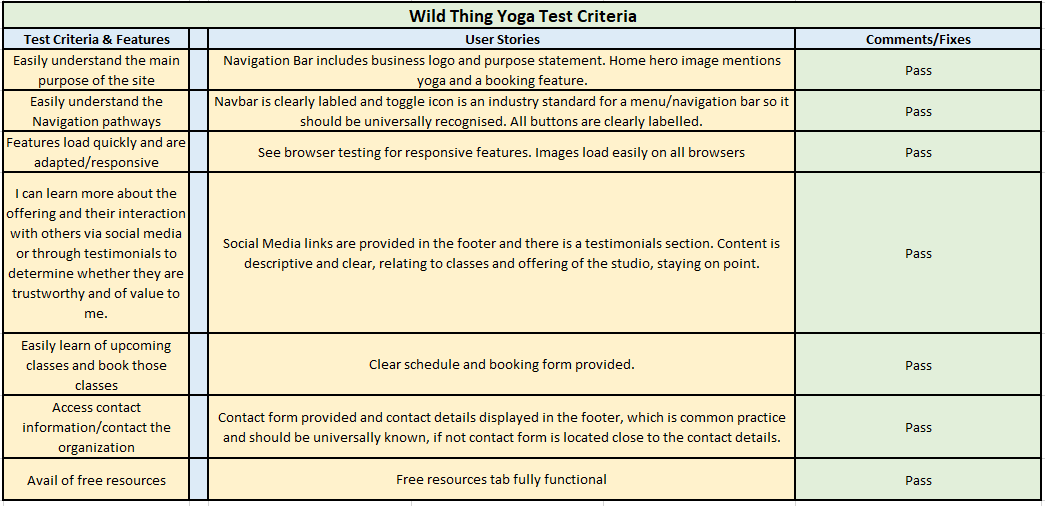 Wild Thing Yoga Test Criteria
Test Criteria & Features
User Stories
Comments/Fixes
Easily understand the main
purpose of the site
Navigation Bar includes business logo and purpose statement. Home hero image mentions
yoga and a booking feature.
Pass
Easily understand the
Navigation pathways
Navbar is clearly labled and toggle icon is an industry standard for a menu/navigation bar so it
should be universally recognised. All buttons are clearly labelled.
Pass
Features load quickly and are
adapted/responsive
See browser testing for responsive features. Images load easily on all browsers
Pass
I can learn more about the
offering and their interaction
with others via social media
or through testimonials to
determine whether they are
trustworthy and of value to
me.
Social Media links are provided in the footer and there is a testimonials section. Content is
descriptive and clear, relating to classes and offering of the studio, staying on point.
Pass
Easily learn of upcoming
classes and book those
classes
Clear schedule and booking form provided.
Pass
Access contact
information/contact the
organization
Contact form provided and contact details displayed in the footer, which is common practice
and should be universally known, if not contact form is located close to the contact details.
Pass
Avail of free resources
Free resources tab fully functional
Pass